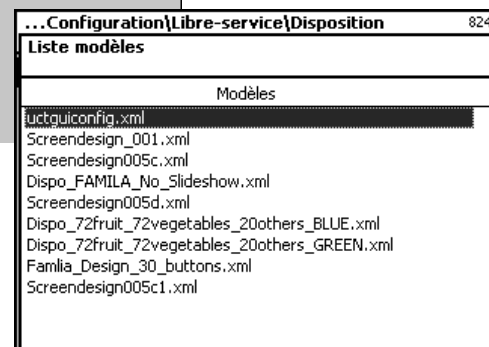 ...Configuration\Libre-service\Disposition 824
Liste modèles
Modèles
uctguiconfig.xml
Screendesign_001.xml
Screendesign005c.xml
Dispo_FAMILA_No_Slideshow.xml
Screendesign005d.xml
Dispo_72fruit_72vegetables_20others_BLUE.xml
Dispo_72fruit_72vegetables_20others_GREEN.xml
Famlia_Design_30_buttons.xml
Screendesign005c1.xml